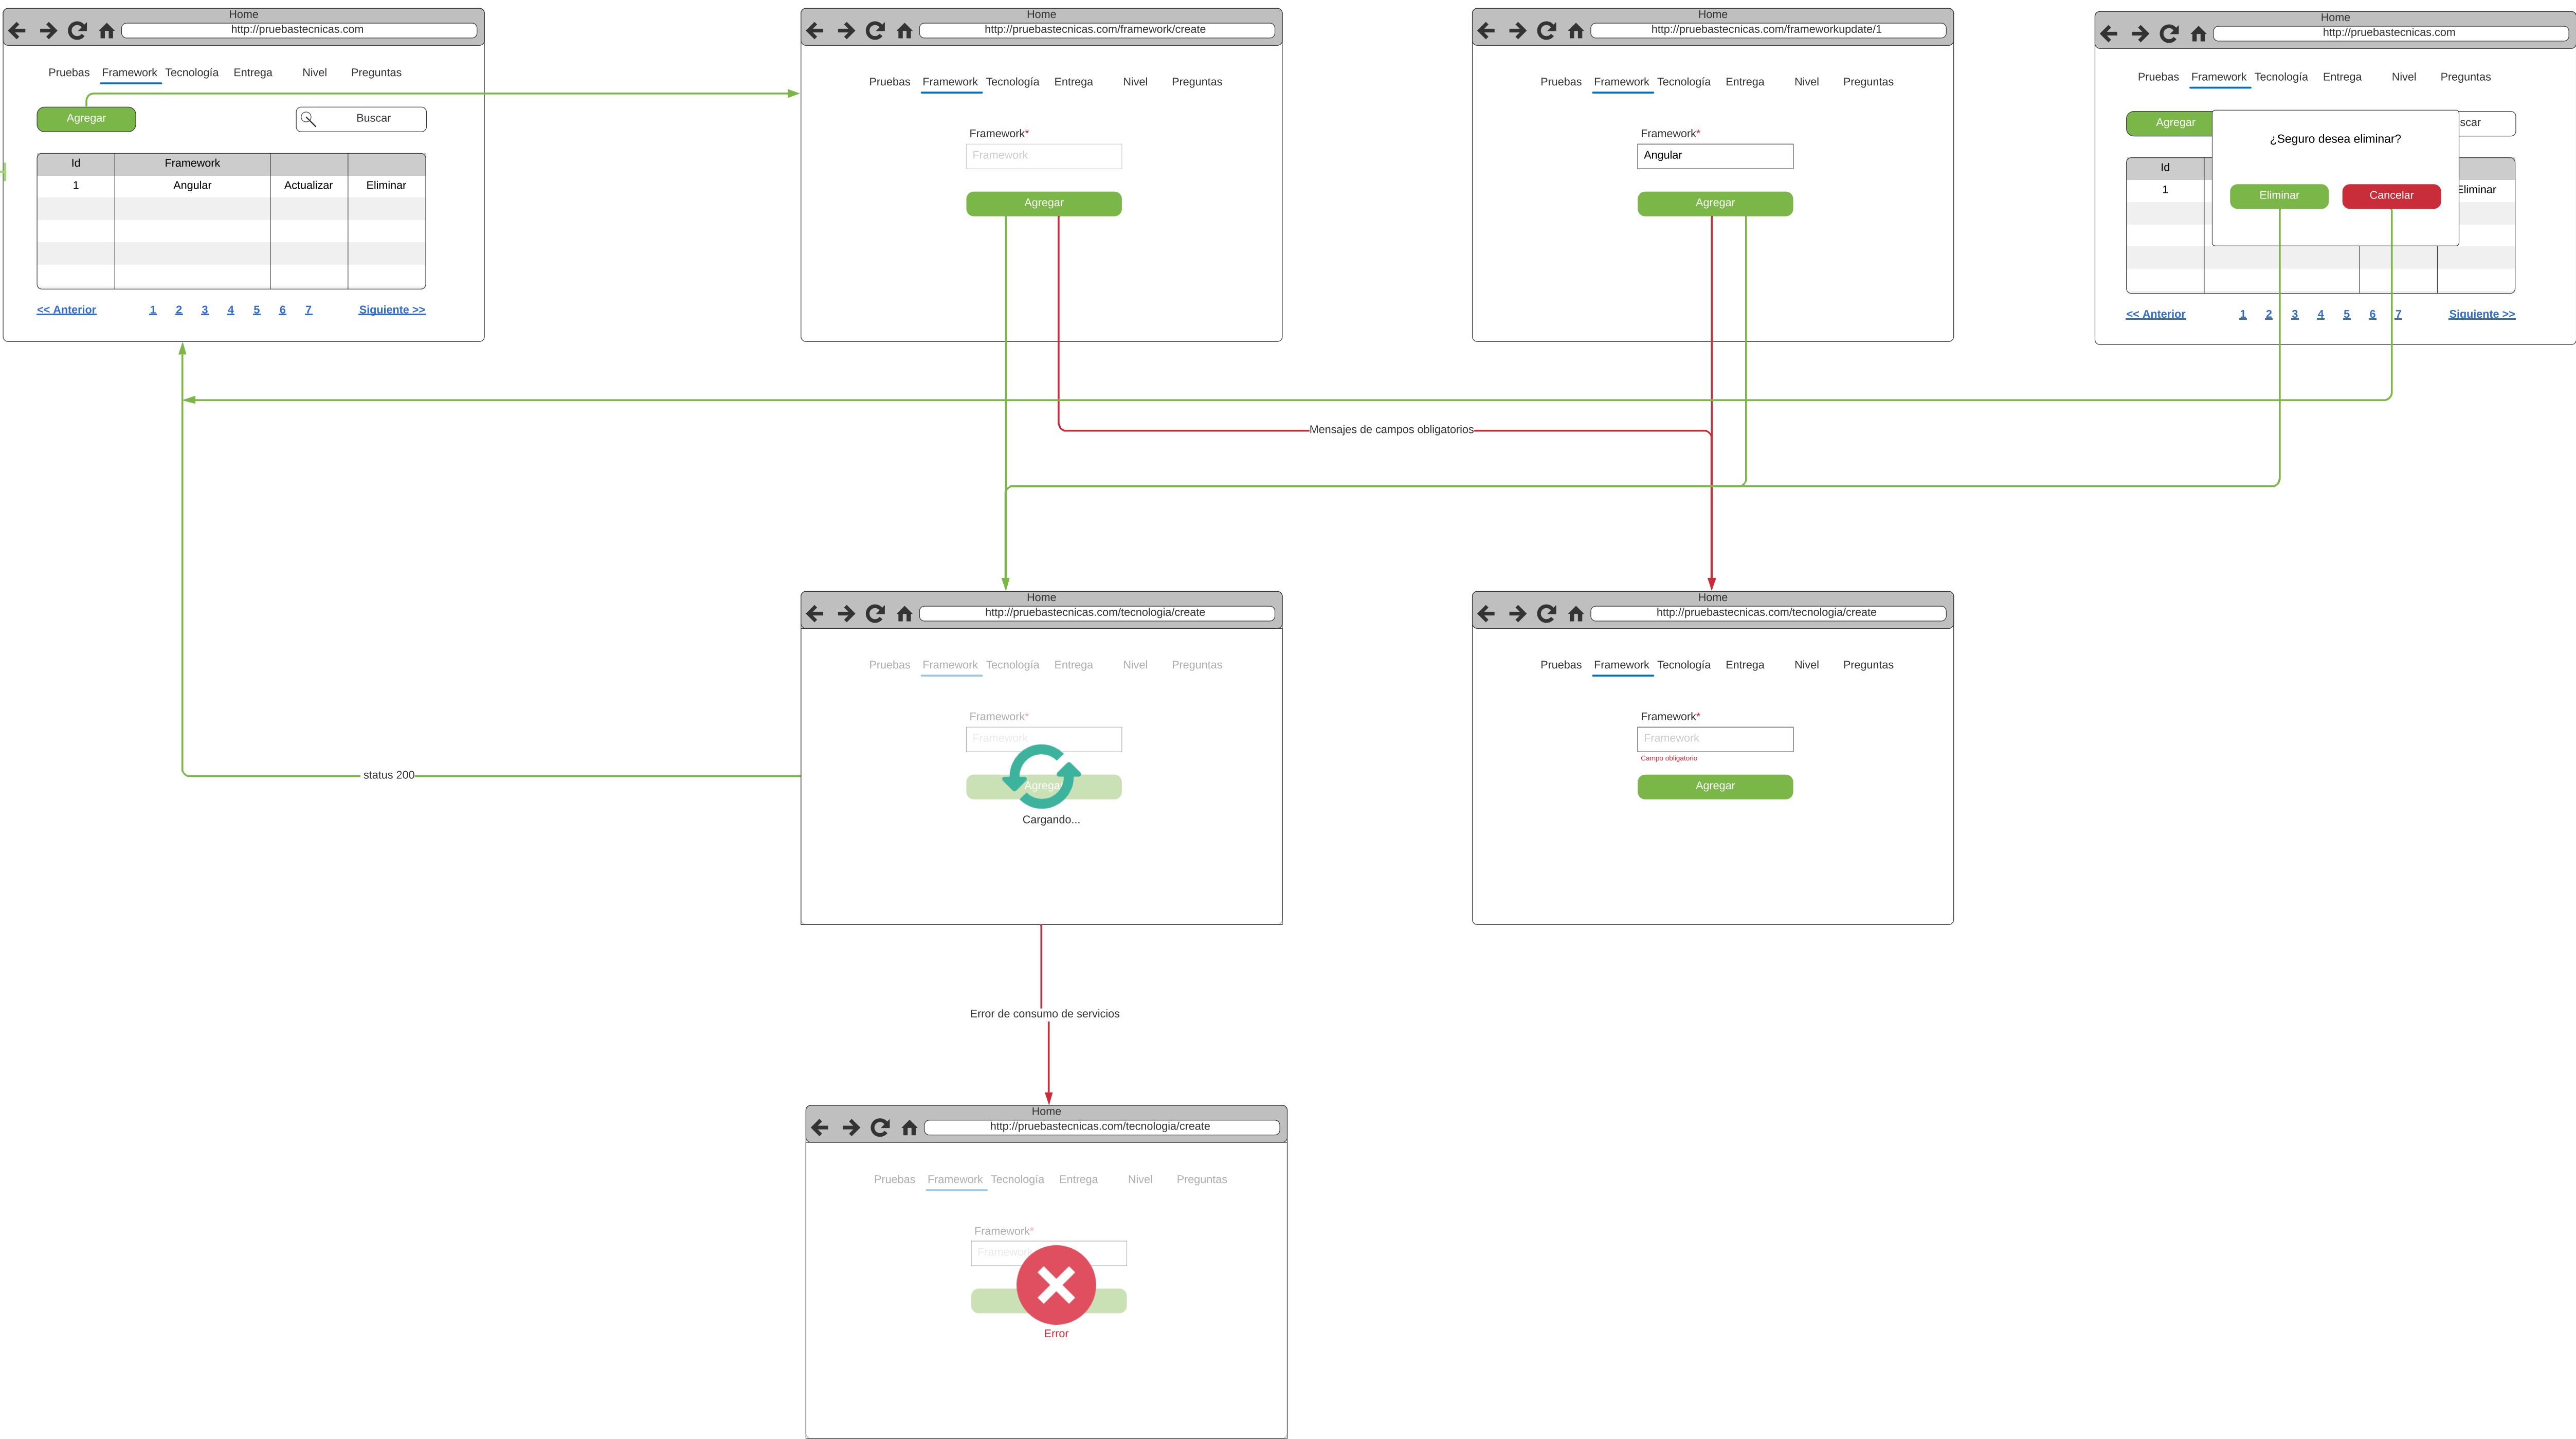 Home
http://pruebastecnicas.com
Pruebas Framework Tecnología Entrega Nivel Preguntas
Agregar Buscar
Id Framework
1 Angular Actualizar Eliminar
<< Anterior 1 2 3 4 5 6 7 Siguiente >>
Home
http://pruebastecnicas.com/framework/create
Pruebas Framework Tecnología Entrega Nivel Preguntas
Framework*
Framework
Agregar
Home
http://pruebastecnicas.com/frameworkupdate/1
Pruebas Framework Tecnología Entrega Nivel Preguntas
Framework*
Angular
Agregar
Home
http://pruebastecnicas.com
Pruebas Framework Tecnología Entrega Nivel Preguntas
Agregar scar
¿Seguro desea eliminar?
Id
1 Eliminar
Eliminar Cancelar
<< Anterior 1 2 3 4 5 6 7 Siguiente >>
Mensajes de campos obligatorios
Home
http://pruebastecnicas.com/tecnologia/create
Pruebas Framework Tecnología Entrega Nivel Preguntas
Framework*
Framework
Agrega
Cargando...
Home
http://pruebastecnicas.com/tecnologia/create
Pruebas Framework Tecnología Entrega Nivel Preguntas
Framework*
Framework
Campo obligatorio
Agregar
status 200
Error de consumo de servicios
Home
http://pruebastecnicas.com/tecnologia/create
Pruebas Framework Tecnología Entrega Nivel Preguntas
Framework*
Framework
Error